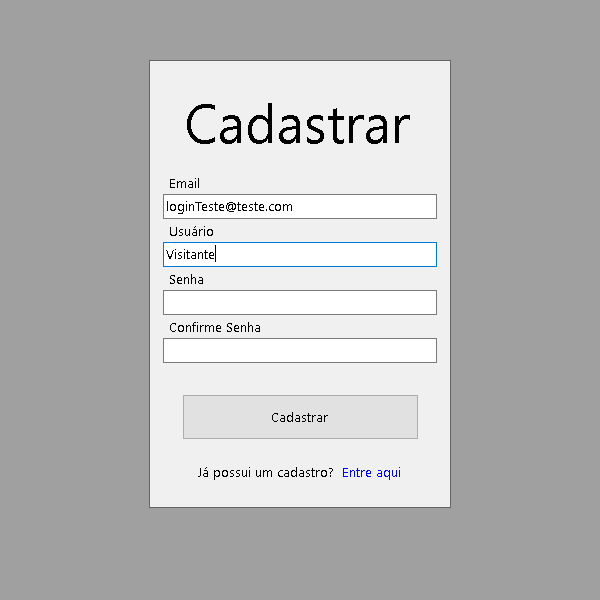 Cadastrar
Email
loginTeste@teste.com
Usuário
Visitante
Senha
Confirme Senha
Cadastrar
Já possui um cadastro? Entre aqui